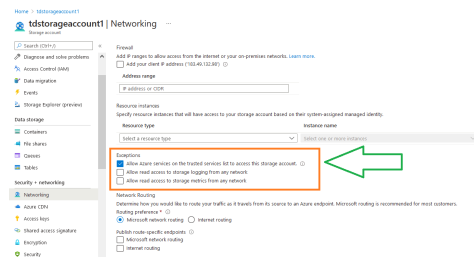 Home > tdstorageaccount1
tdstorageaccount1 | Networking ...
Storage account
Search (Ctrl+/)
Diagnose and solve problems
Access Control (IAM)
Data migration
Events
Storage Explorer (preview)
Data storage
Containers
File shares
Queues
Tables
Security + networking
Networking
Azure CDN
Access keys
Shared access signature
Encryption
Security
Firewall
Add IP ranges to allow access from the internet or your on-premises networks. Learn more.
Add your client IP address ('183.49.132.88')
Address range
IP address or CIDR
Resource instances
Specify resource instances that will have access to your storage account based on their system-assigned managed identity.
Resource type Instance name
Select a resource type Select one or more instances
Exceptions
Allow Azure services on the trusted services list to access this storage account.
Allow read access to storage logging from any network
Allow read access to storage metrics from any network
Network Routing
Determine how you would like to route your traffic as it travels from its source to an Azure endpoint. Microsoft routing is recommended for most customers.
Routing preference *
Microsoft network routing Internet routing
Publish route-specific endpoints
Microsoft network routing
Internet routing